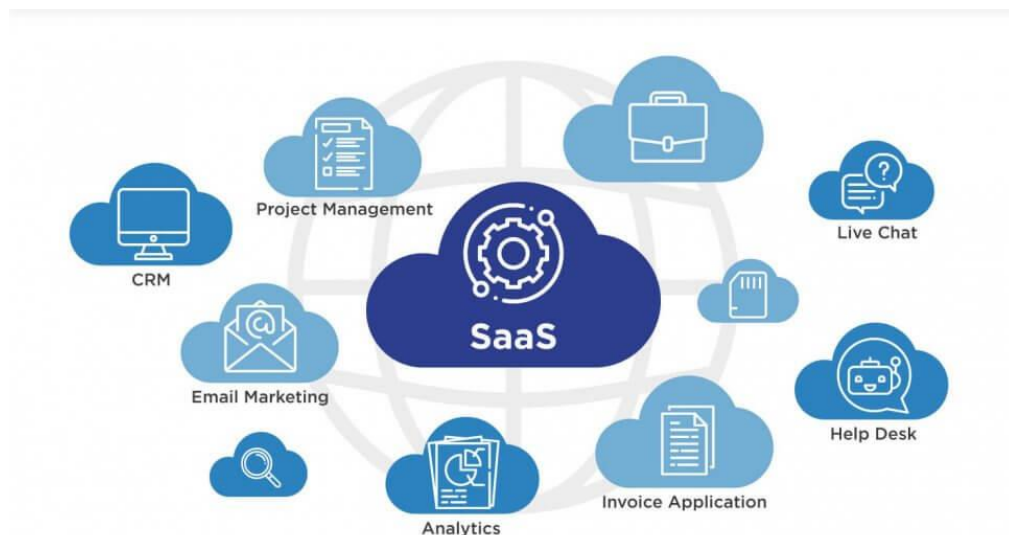 Project Management
Live Chat
CRM
SaaS
Email Marketing
Help Desk
Invoice Application
Analytics